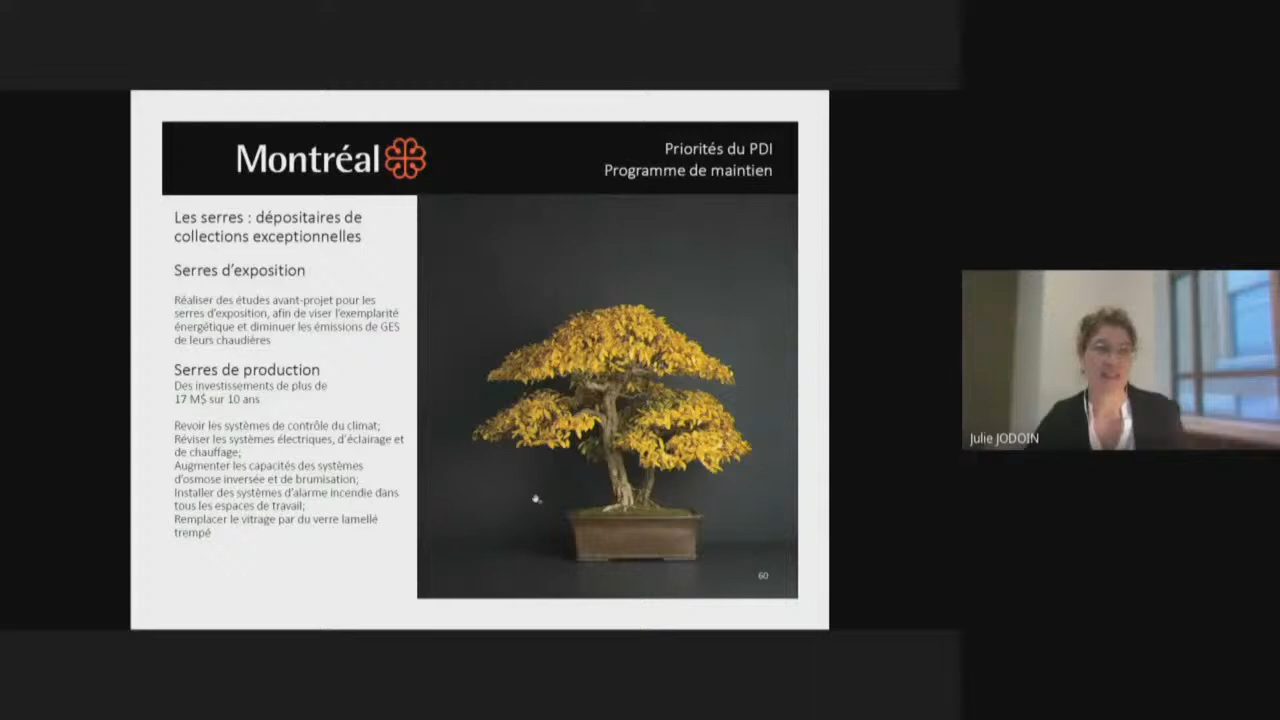 Montréal
Priorités du PDI
Programme de maintien
Les serres : dépositaires de
collections exceptionnelles
Serres d'exposition
Réaliser des études avant-projet pour les
serres d'exposition, afin de viser l'exemplarité
énergétique et diminuer les émissions de GES
de leurs chaudières
Serres de production
Des investissements de plus de
17 M$ sur 10 ans
Revoir les systèmes de contrôle du climat;
Réviser les systèmes électriques, d'éclairage et
de chauffage;
Augmenter les capacités des systèmes
d'osmose inversée et de brumisation;
Installer des systèmes d'alarme incendie dans
tous les espaces de travail;
Remplacer le vitrage par du verre lamellé
trempé
60
Julie JODOIN